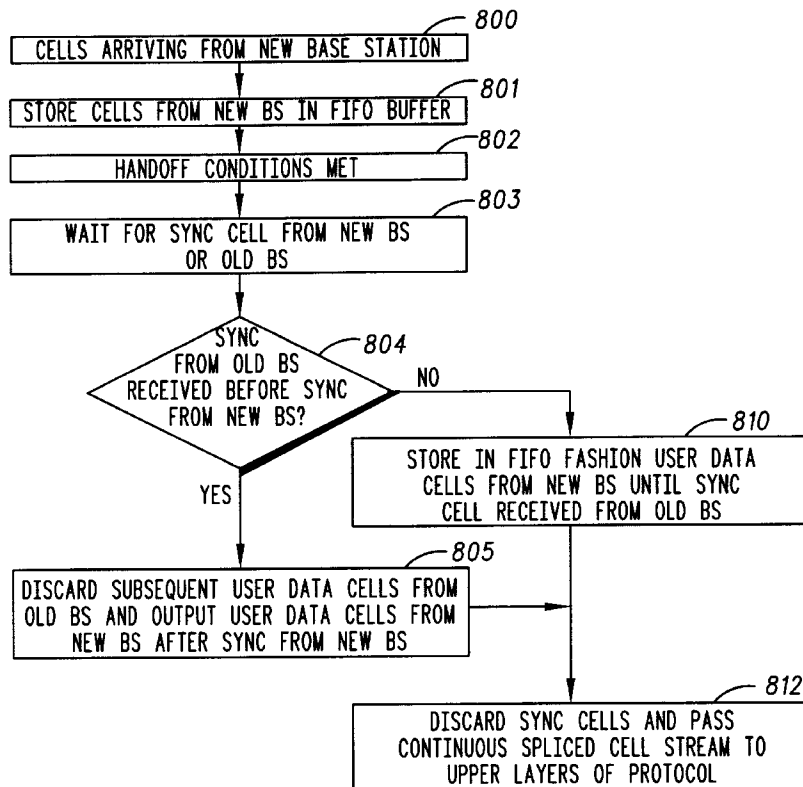 800
CELLS ARRIVING FROM NEW BASE STATION
801
STORE CELLS FROM NEW BS IN FIFO BUFFER
802
HANDOFF CONDITIONS MET
803
WAIT FOR SYNC CELL FROM NEW BS
OR OLD BS
804
SYNC
FROM OLD BS
RECEIVED BEFORE SYNC
FROM NEW BS?
NO
YES
810
STORE IN FIFO FASHION USER DATA
CELLS FROM NEW BS UNTIL SYNC
CELL RECEIVED FROM OLD BS
805
DISCARD SUBSEQUENT USER DATA CELLS FROM
OLD BS AND OUTPUT USER DATA CELLS FROM
NEW BS AFTER SYNC FROM NEW BS
812
DISCARD SYNC CELLS AND PASS
CONTINUOUS SPLICED CELL STREAM TO
UPPER LAYERS OF PROTOCOL